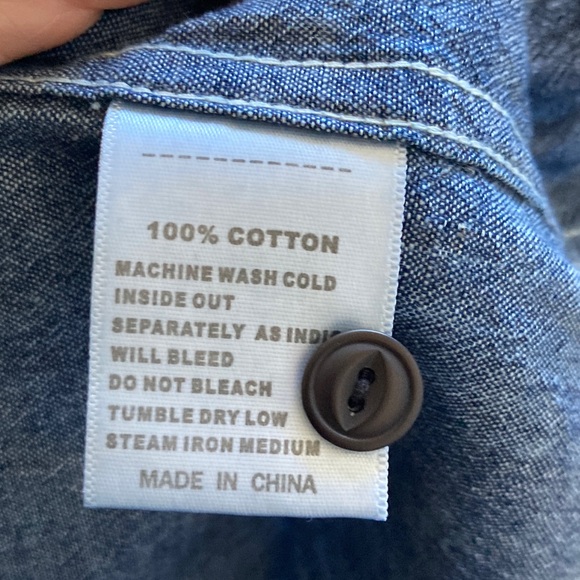 100% COTTON
MACHINE WASH COLD
INSIDE OUT
SEPARATELY AS
WILL BLEED
DO NOT BLEACH
TUMBLE DRY LOW
STEAM IRON MEDIUM
MADE IN CHINA